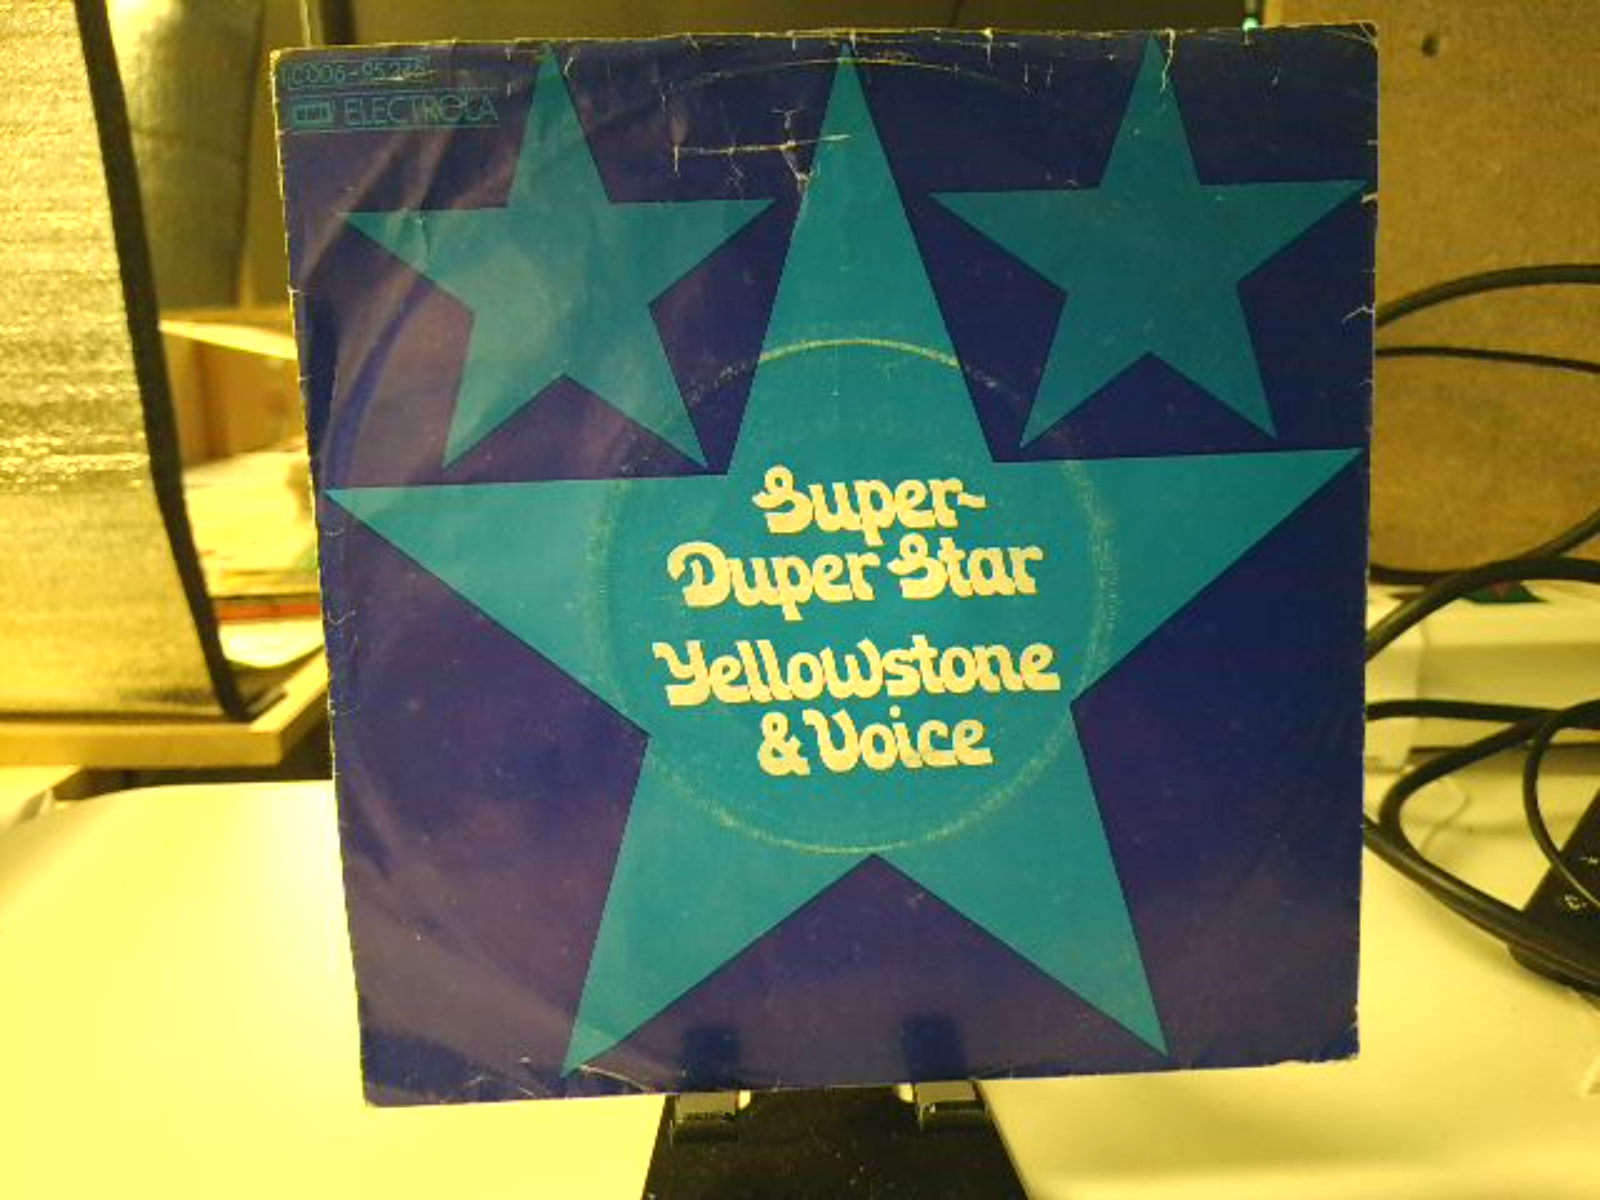 ELECTROLA
Super-
Duper Star
Yellowstone
& Voice